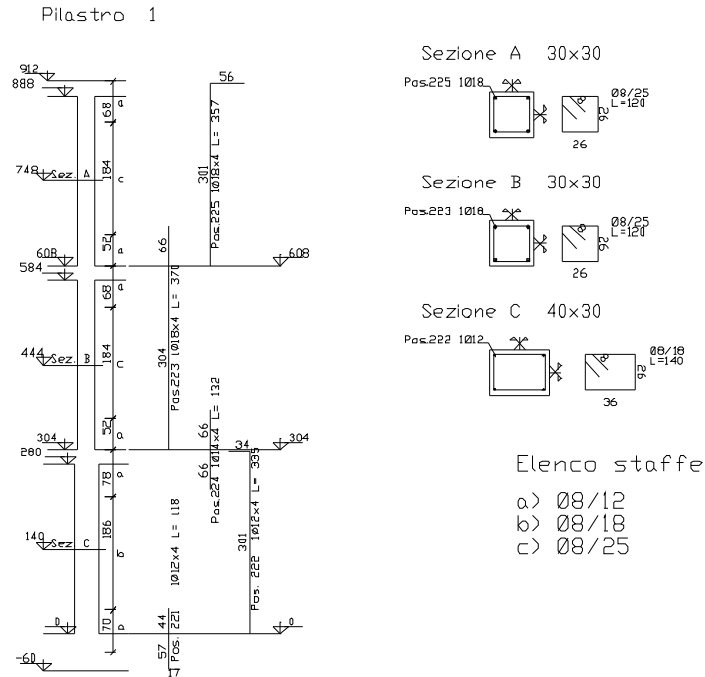 Pilastro 1
912
888
68
a
56
748
Sez. A
184
c
301
Pos.225 1Ø18x4 L= 357
52
a
608
608
584
66
68
a
444
Sez. B
184
c
304
Pos.223 1Ø18x4 L= 370
52
a
304
304
280
66
66
Pos.224 1Ø14x4 L= 132
34
78
a
140
Sez. C
186
b
1Ø12x4 L= 118
Pos. 221
301
Pos. 222 1Ø12x4 L= 335
70
a
0
0
44
57
-60
17
Sezione A 30x30
Pos.225 1Ø18
8
Ø8/25
L=120
26
26
Sezione B 30x30
Pos.223 1Ø18
8
Ø8/25
L=120
26
26
Sezione C 40x30
Pos.222 1Ø12
8
Ø8/18
L=140
26
36
Elenco staffe
a) Ø8/12
b) Ø8/18
c) Ø8/25